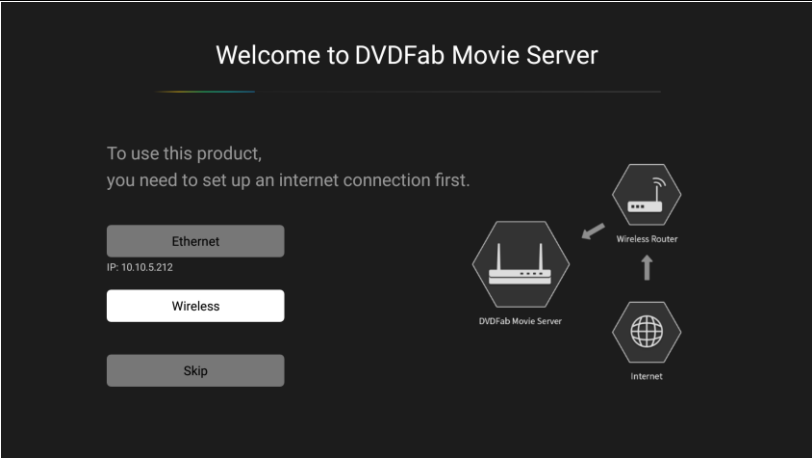 Welcome to DVDFab Movie Server
To use this product,
you need to set up an internet connection first.
Ethernet
IP: 10.10.5.212
Wireless
Skip
Wireless Router
DVDFab Movie Server
Internet